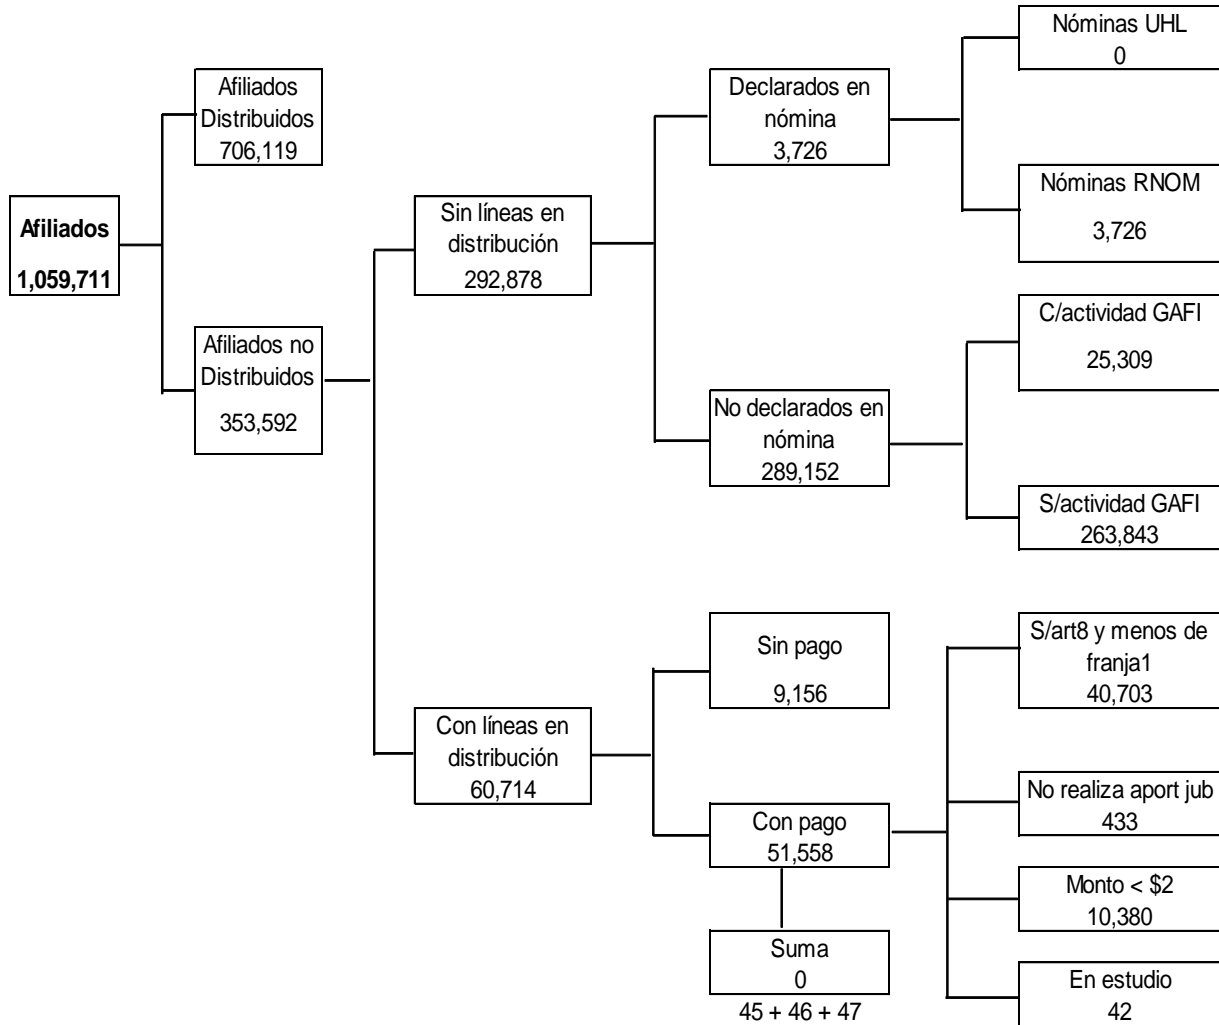 Afiliados
1,059,711
Afiliados
Distribuidos
706,119
Afiliados no
Distribuidos
353,592
Sin líneas en
distribución
292,878
Con líneas en
distribución
60,714
Declarados en
nómina
3,726
No declarados en
nómina
289,152
Sin pago
9,156
Con pago
51,558
Suma
0
45 + 46 + 47
Nóminas UHL
0
Nóminas RNOM
3,726
C/actividad GAFI
25,309
S/actividad GAFI
263,843
S/art8 y menos de
franja1
40,703
No realiza aport jub
433
Monto < $2
10,380
En estudio
42